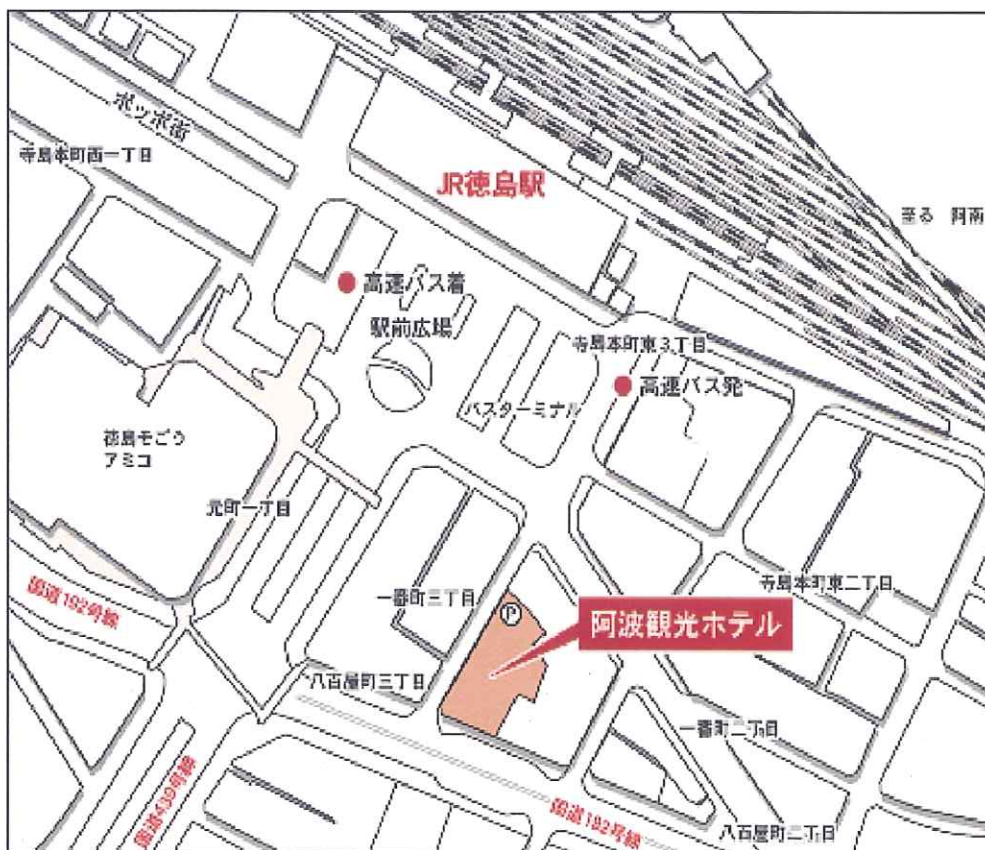 ポッポ街
寺島本町西一丁目
JR徳島駅
至る 阿南
高速バス着
駅前広場
寺島本町東3丁目
高速バス発
バスターミナル
徳島そごう
アミコ
元町一丁目
国道192号線
一番町三丁目
寺島本町東二丁目
P
阿波観光ホテル
八百屋町三丁目
一番町二丁目
国道439号線
国道192号線
八百屋町二丁目